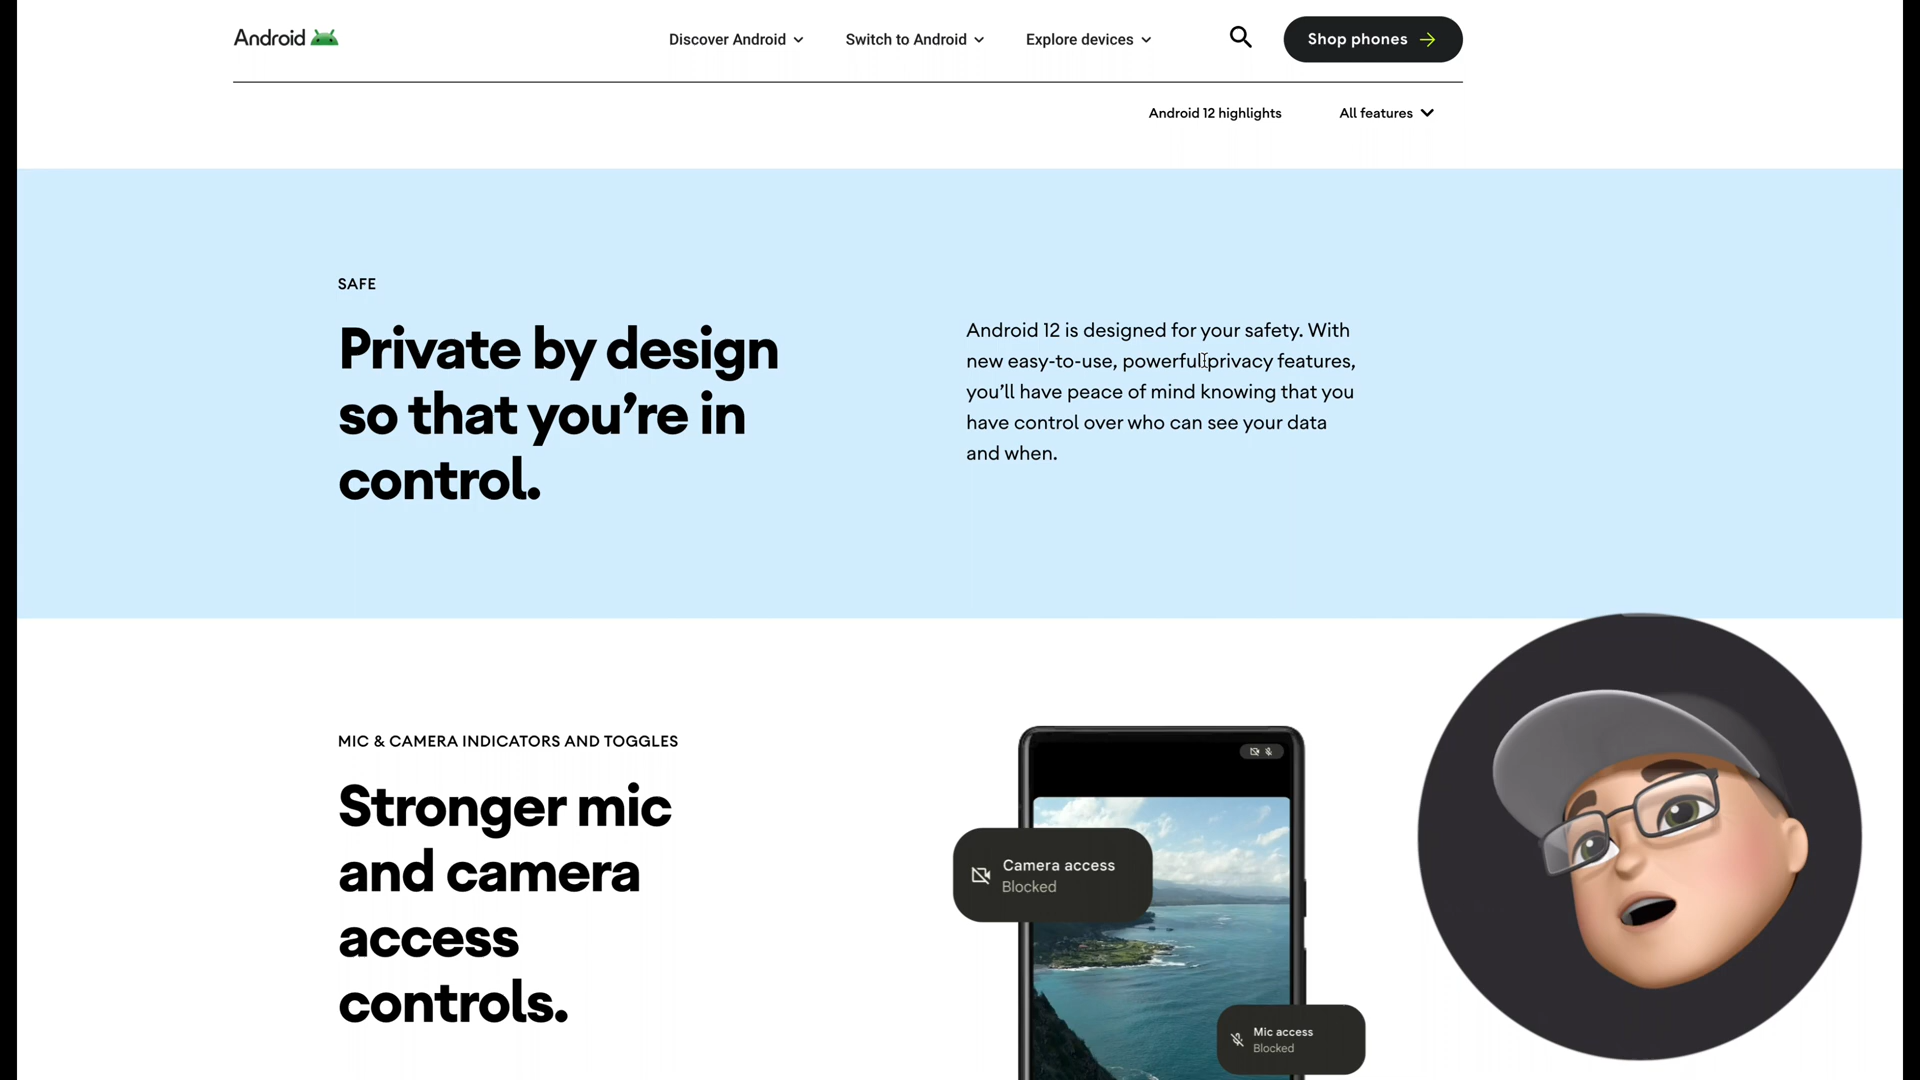 Android
Discover Android
Switch to Android
Explore devices
Shop phones
Android 12 highlights
All features
SAFE
Private by design
so that you’re in
control.
Android 12 is designed for your safety. With
new easy-to-use, powerful privacy features,
you’ll have peace of mind knowing that you
have control over who can see your data
and when.
MIC & CAMERA INDICATORS AND TOGGLES
Stronger mic
and camera
access
controls.
Camera access
Blocked
Mic access
Blocked